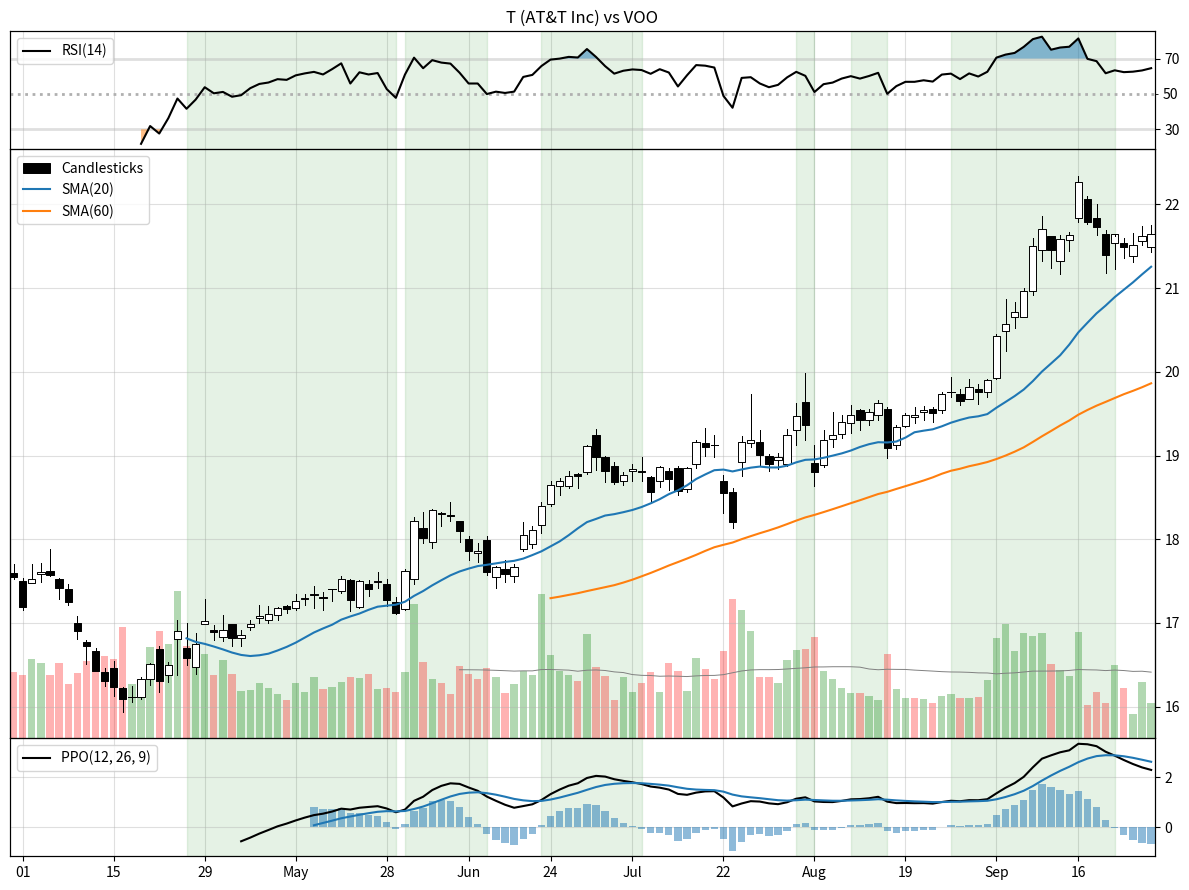 T (AT&T Inc) vs VOO
RSI(14)
70
50
30
Candlesticks
SMA(20)
SMA(60)
22
21
20
19
18
17
16
PPO(12, 26, 9)
2
0
01 15 29 May 28 Jun 24 Jul 22 Aug 19 Sep 16